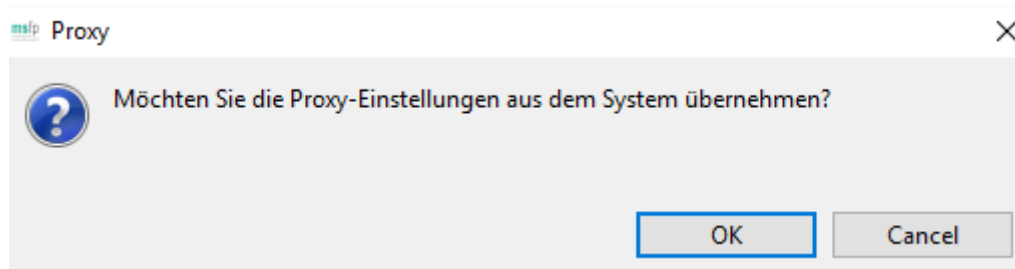 msfp Proxy
Möchten Sie die Proxy-Einstellungen aus dem System übernehmen?
OK Cancel